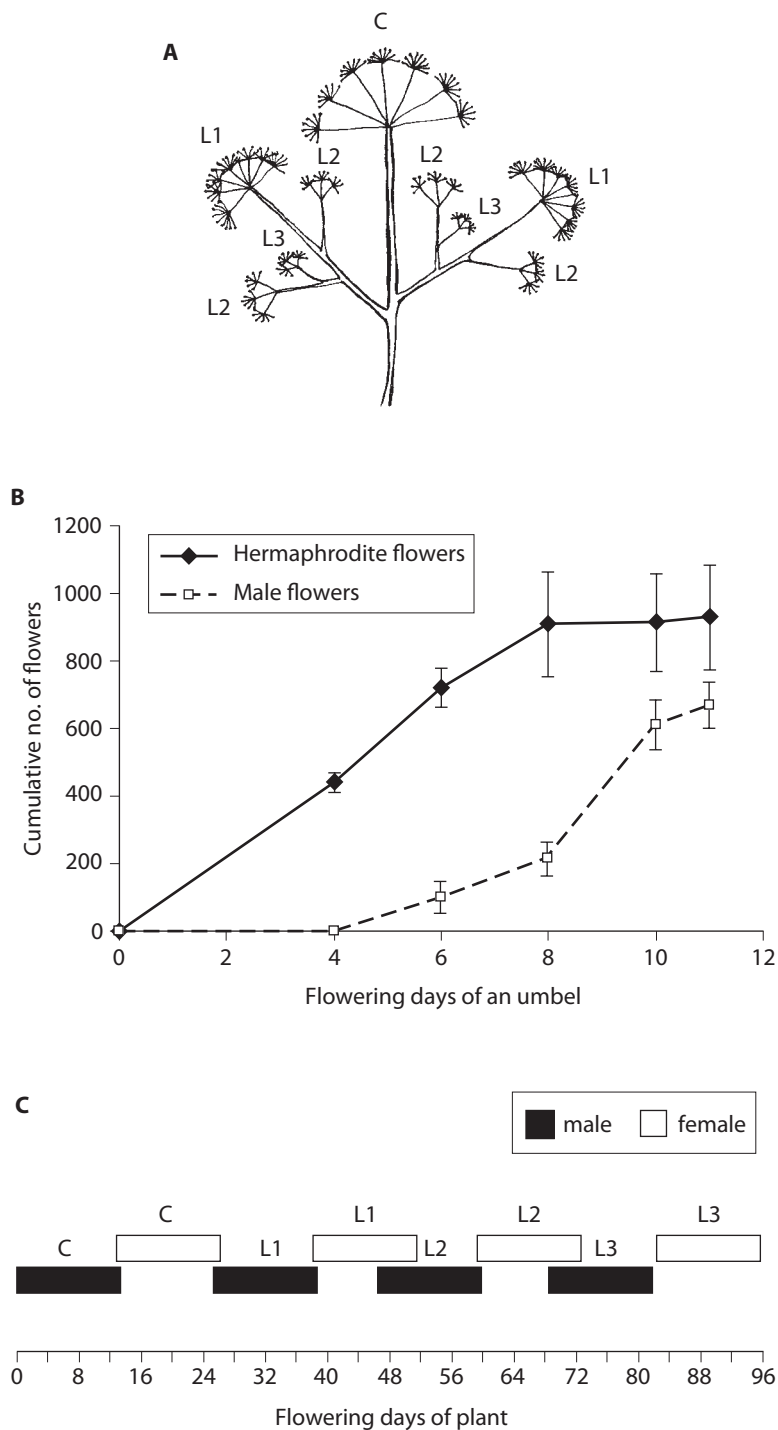 C
A
L1
L2
L2
L1
L3
L3
L2
L2
B
1200
1000
800
600
400
200
0
Hermaphrodite flowers
Male flowers
Cumulative no. of flowers
0 2 4 6 8 10 12
Flowering days of an umbel
C
male female
C L1 L2 L3
C L1 L2 L3
0 8 16 24 32 40 48 56 64 72 80 88 96
Flowering days of plant